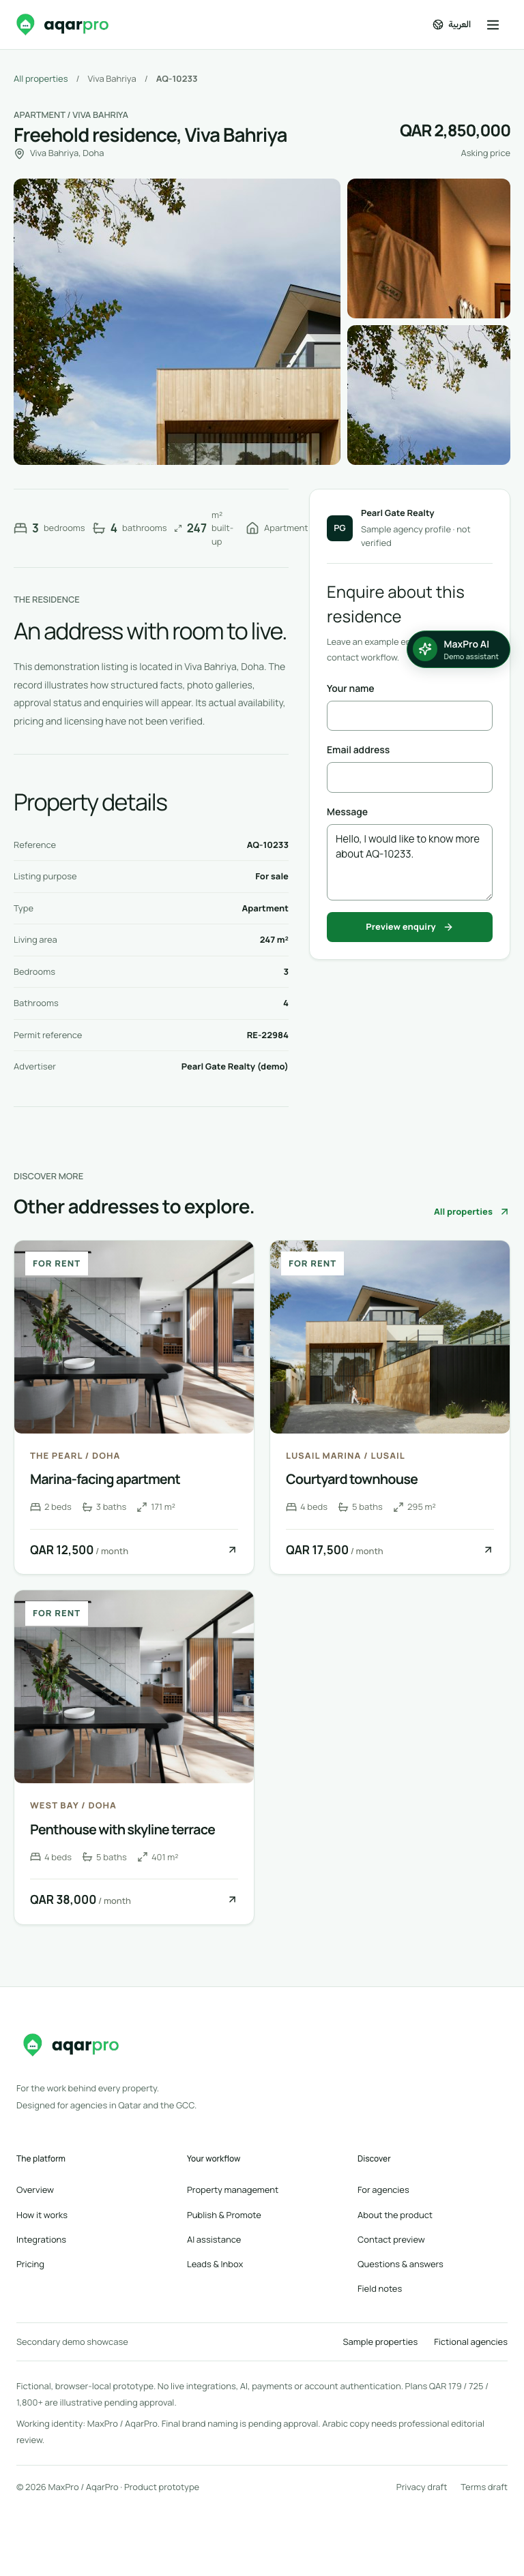 aqarpro
العربية
All properties / Viva Bahriya / AQ-10233
APARTMENT / VIVA BAHRIYA
Freehold residence, Viva Bahriya
Viva Bahriya, Doha
QAR 2,850,000
Asking price
3 bedrooms
4 bathrooms
247 m² built-up
Apartment
THE RESIDENCE
An address with room to live.
This demonstration listing is located in Viva Bahriya, Doha. The
record illustrates how structured facts, photo galleries,
approval status and enquiries will appear. Its actual availability,
pricing and licensing have not been verified.
Property details
Reference AQ-10233
Listing purpose For sale
Type Apartment
Living area 247 m²
Bedrooms 3
Bathrooms 4
Permit reference RE-22984
Advertiser Pearl Gate Realty (demo)
PG
Pearl Gate Realty
Sample agency profile · not
verified
Enquire about this
residence
Leave an example
contact workflow.
MaxPro AI
Demo assistant
Your name
Email address
Message
Hello, I would like to know more
about AQ-10233.
Preview enquiry
DISCOVER MORE
Other addresses to explore.
All properties
FOR RENT
THE PEARL / DOHA
Marina-facing apartment
2 beds 3 baths 171 m²
QAR 12,500 / month
FOR RENT
LUSAIL MARINA / LUSAIL
Courtyard townhouse
4 beds 5 baths 295 m²
QAR 17,500 / month
FOR RENT
WEST BAY / DOHA
Penthouse with skyline terrace
4 beds 5 baths 401 m²
QAR 38,000 / month
aqarpro
For the work behind every property.
Designed for agencies in Qatar and the GCC.
The platform
Overview
How it works
Integrations
Pricing
Your workflow
Property management
Publish & Promote
AI assistance
Leads & Inbox
Discover
For agencies
About the product
Contact preview
Questions & answers
Field notes
Secondary demo showcase
Sample properties Fictional agencies
Fictional, browser-local prototype. No live integrations, AI, payments or account authentication. Plans QAR 179 / 725 /
1,800+ are illustrative pending approval.
Working identity: MaxPro / AqarPro. Final brand naming is pending approval. Arabic copy needs professional editorial
review.
© 2026 MaxPro / AqarPro · Product prototype
Privacy draft Terms draft